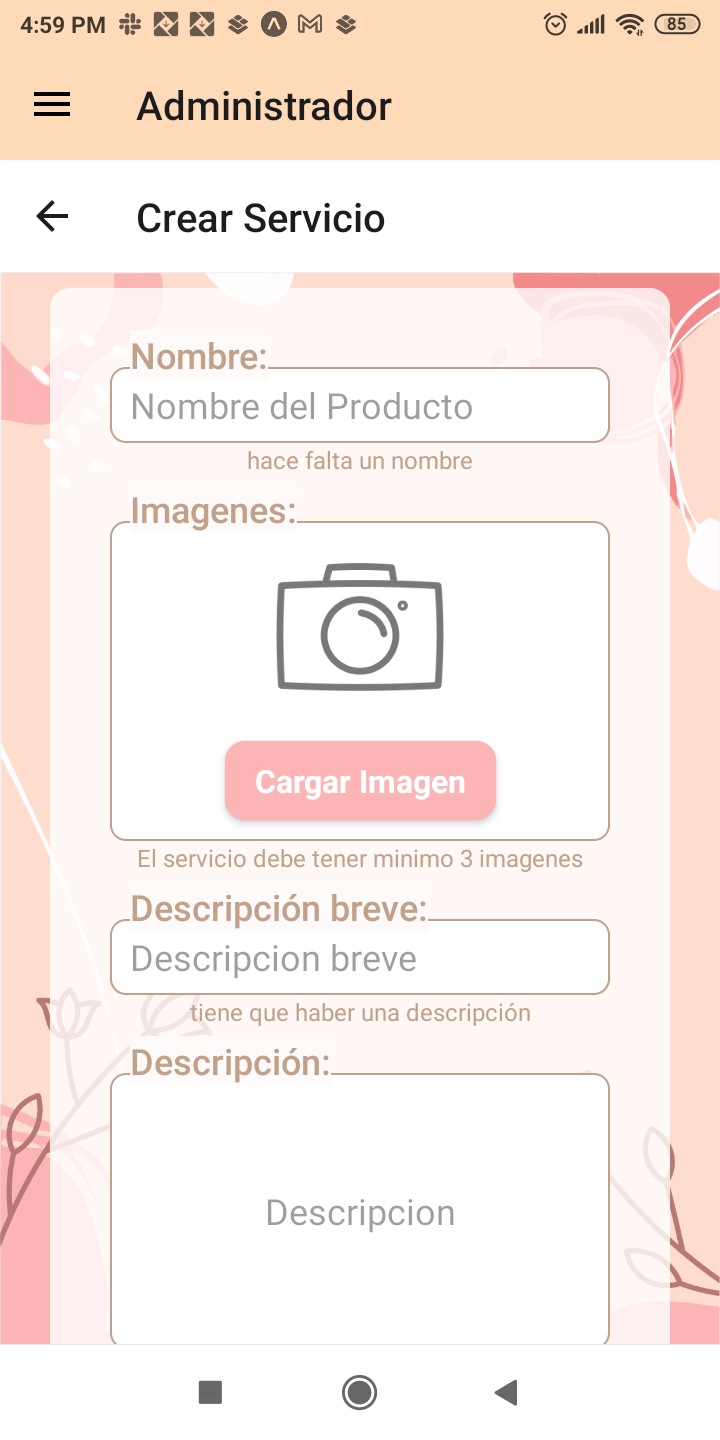 4:59 PM
85
Administrador
Crear Servicio
Nombre:
Nombre del Producto
hace falta un nombre
Imagenes:
Cargar Imagen
El servicio debe tener minimo 3 imagenes
Descripción breve:
Descripcion breve
tiene que haber una descripción
Descripción:
Descripcion